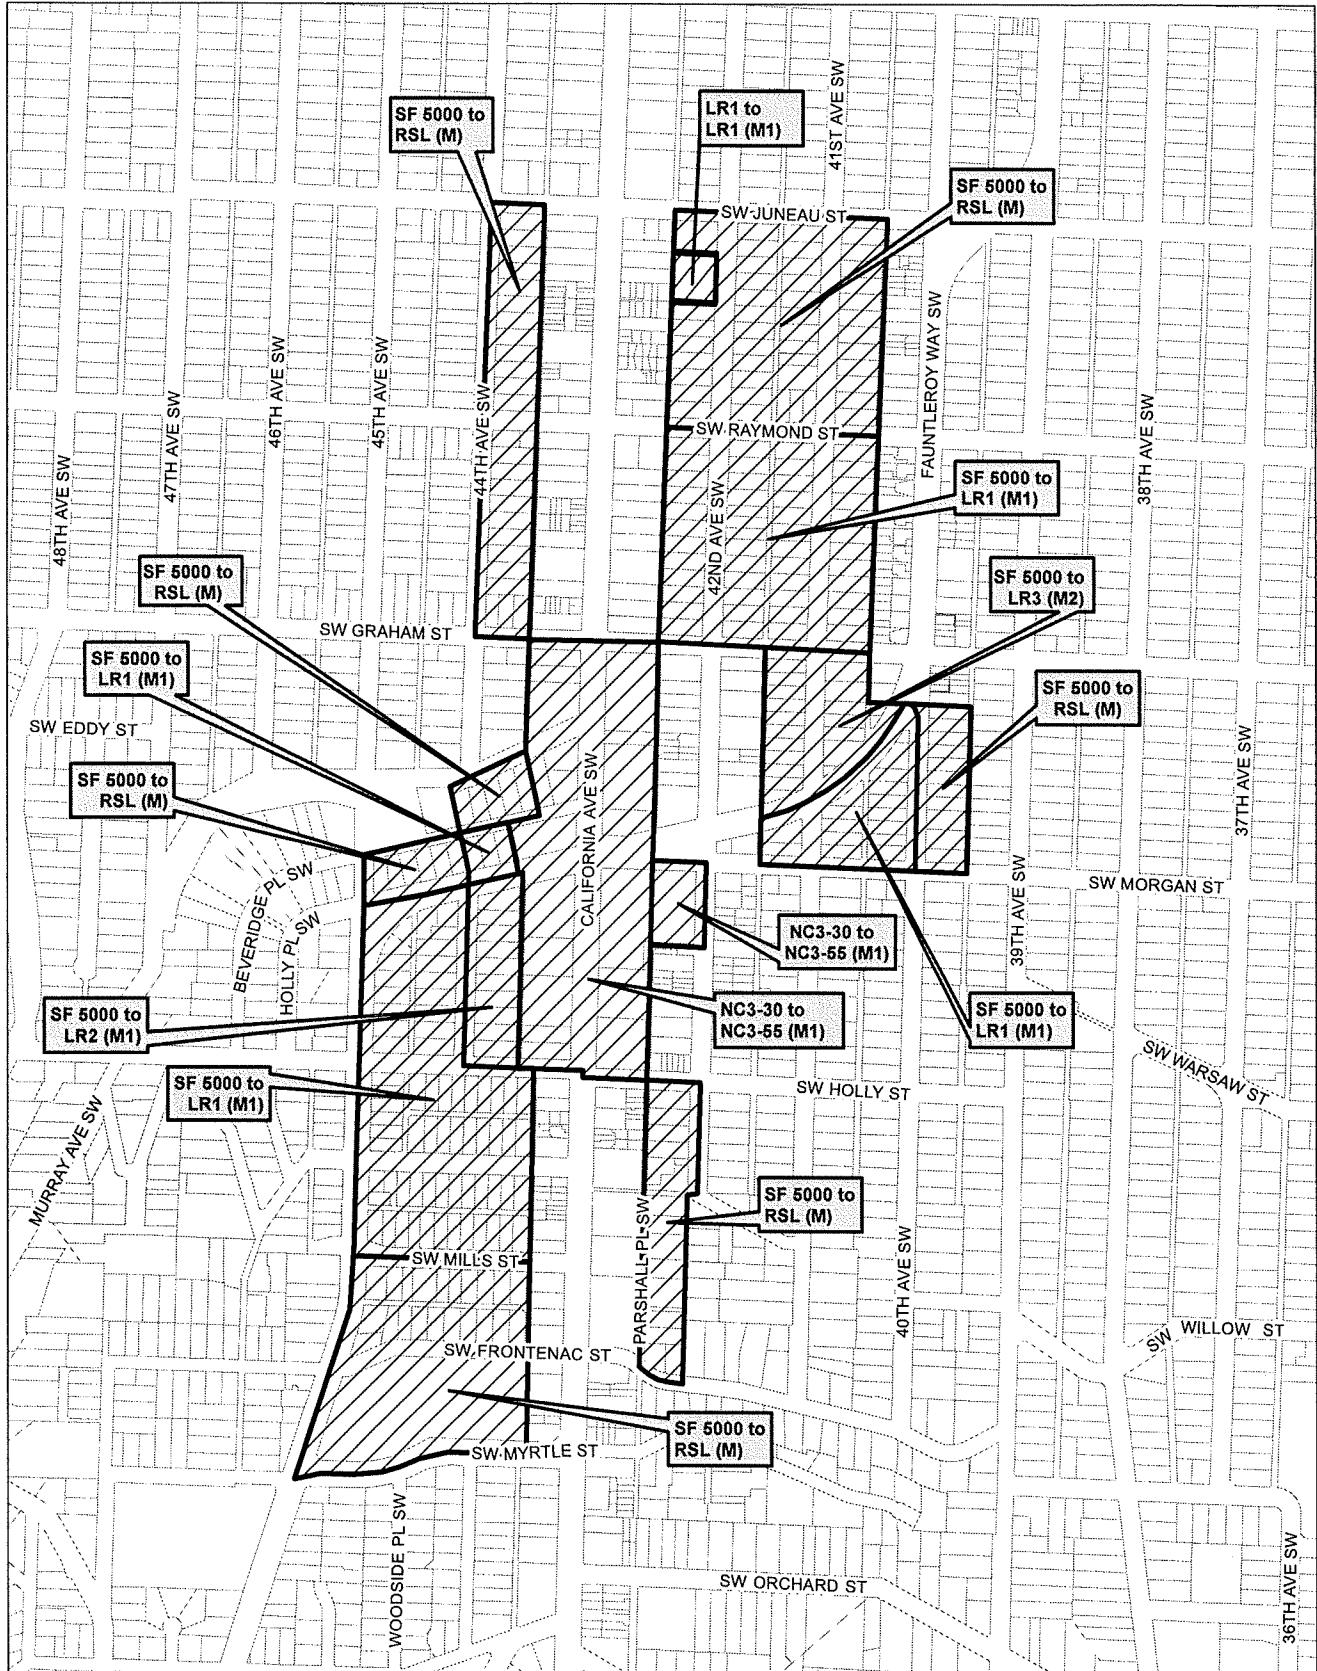 SF 5000 to
RSL (M)
LR1 to
LR1 (M1)
41ST AVE SW
SF 5000 to
RSL (M)
SW JUNEAU ST
FAUNTLEROY WAY SW
46TH AVE SW
45TH AVE SW
47TH AVE SW
44TH AVE SW
48TH AVE SW
38TH AVE SW
SW RAYMOND ST
SF 5000 to
LR1 (M1)
42ND AVE SW
SF 5000 to
RSL (M)
SF 5000 to
LR3 (M2)
SW GRAHAM ST
SF 5000 to
LR1 (M1)
SF 5000 to
RSL (M)
SW EDDY ST
SF 5000 to
RSL (M)
CALIFORNIA AVE SW
37TH AVE SW
BEVERIDGE PL SW
HOLLY PL SW
SW MORGAN ST
39TH AVE SW
NC3-30 to
NC3-55 (M1)
SF 5000 to
LR2 (M1)
NC3-30 to
NC3-55 (M1)
SF 5000 to
LR1 (M1)
SW WARSAW ST
SF 5000 to
LR1 (M1)
SW HOLLY ST
MURRAY AVE SW
SF 5000 to
RSL (M)
PARSHALL PL SW
40TH AVE SW
SW MILLS ST
SW WILLOW ST
SW FRONTENAC ST
SF 5000 to
RSL (M)
SW MYRTLE ST
WOODSIDE PL SW
SW ORCHARD ST
36TH AVE SW